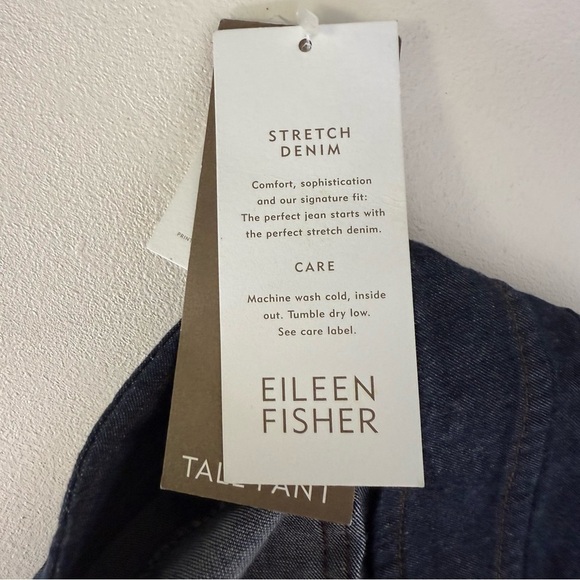 STRETCH
DENIM
Comfort, sophistication
and our signature fit:
The perfect jean starts with
the perfect stretch denim.
CARE
Machine wash cold, inside
out. Tumble dry low.
See care label.
EILEEN
FISHER
TALL PANT